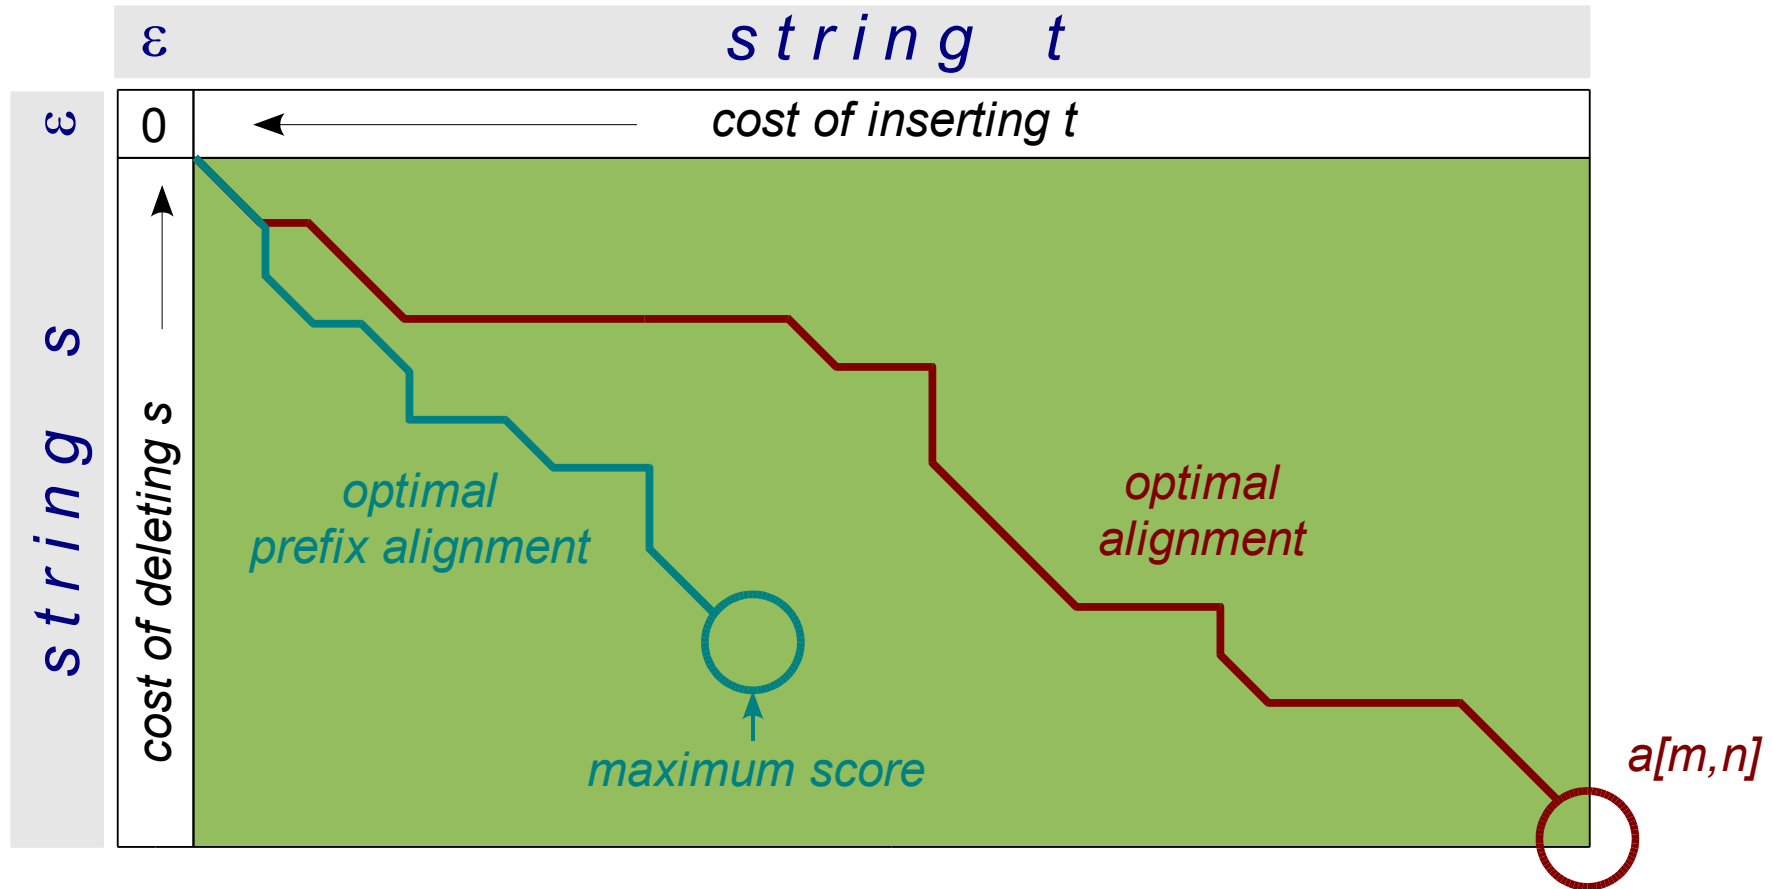 ε
string t
ε
0
cost of inserting t
string s
cost of deleting s
optimal
prefix alignment
optimal
alignment
maximum score
a[m,n]